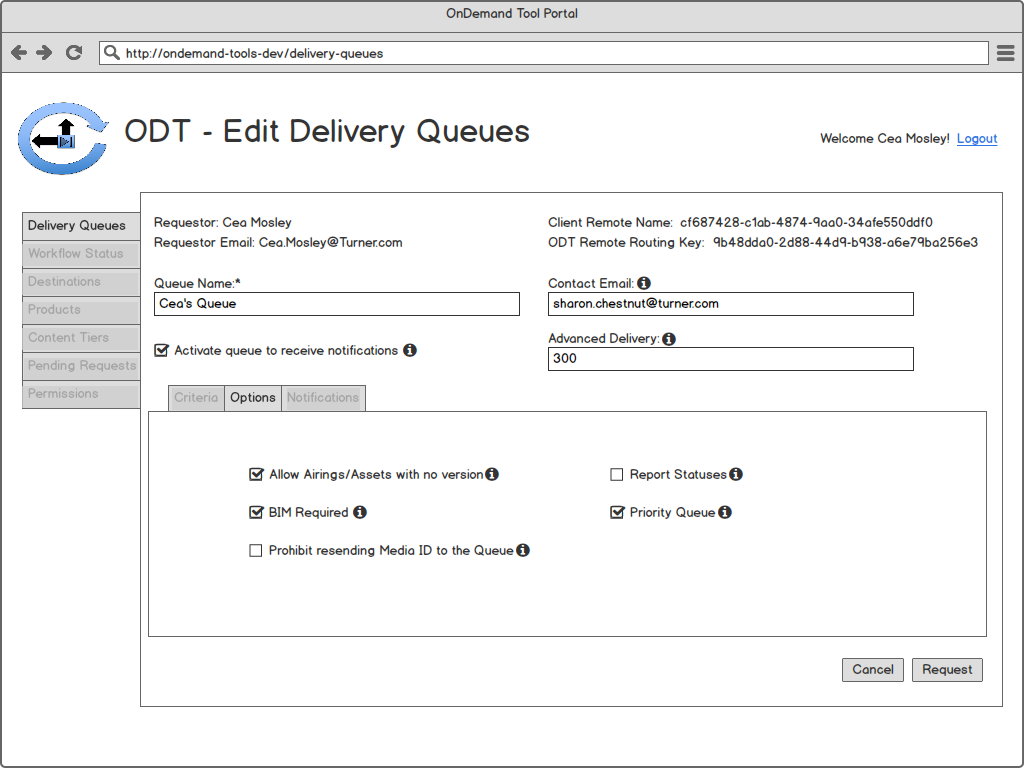 OnDemand Tool Portal
http://ondemand-tools-dev/delivery-queues
ODT - Edit Delivery Queues
Welcome Cea Mosley! Logout
Delivery Queues
Workflow Status
Destinations
Products
Content Tiers
Pending Requests
Permissions
Requestor: Cea Mosley
Requestor Email: Cea.Mosley@Turner.com
Client Remote Name: cf687428-c1ab-4874-9aa0-34afe550ddf0
ODT Remote Routing Key: 9b48dda0-2d88-44d9-b938-a6e79ba256e3
Queue Name:*
Cea's Queue
Contact Email:
sharon.chestnut@turner.com
Activate queue to receive notifications
Advanced Delivery:
300
Criteria Options Notifications
Allow Airings/Assets with no version
Report Statuses
BIM Required
Priority Queue
Prohibit resending Media ID to the Queue
Cancel Request